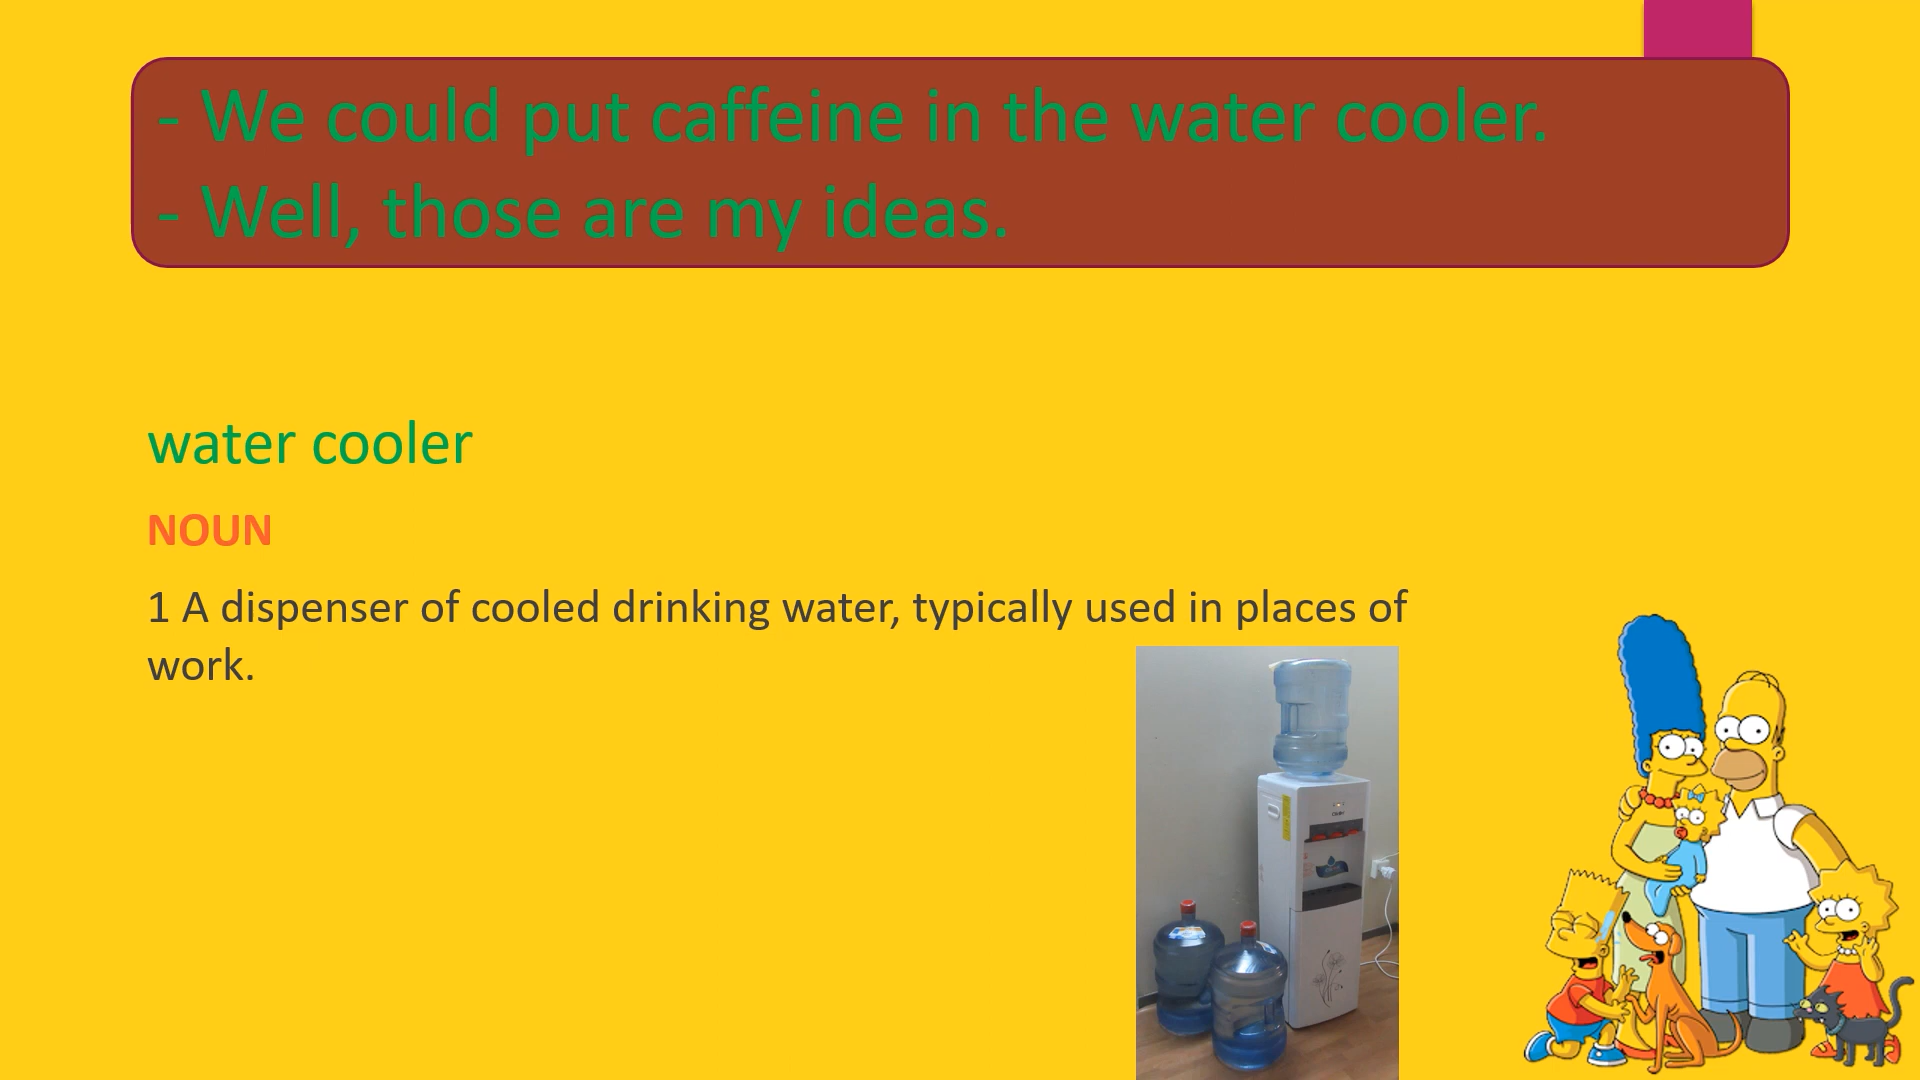 - We could put caffeine in the water cooler.
- Well, those are my ideas.
water cooler
NOUN
1 A dispenser of cooled drinking water, typically used in places of
work.